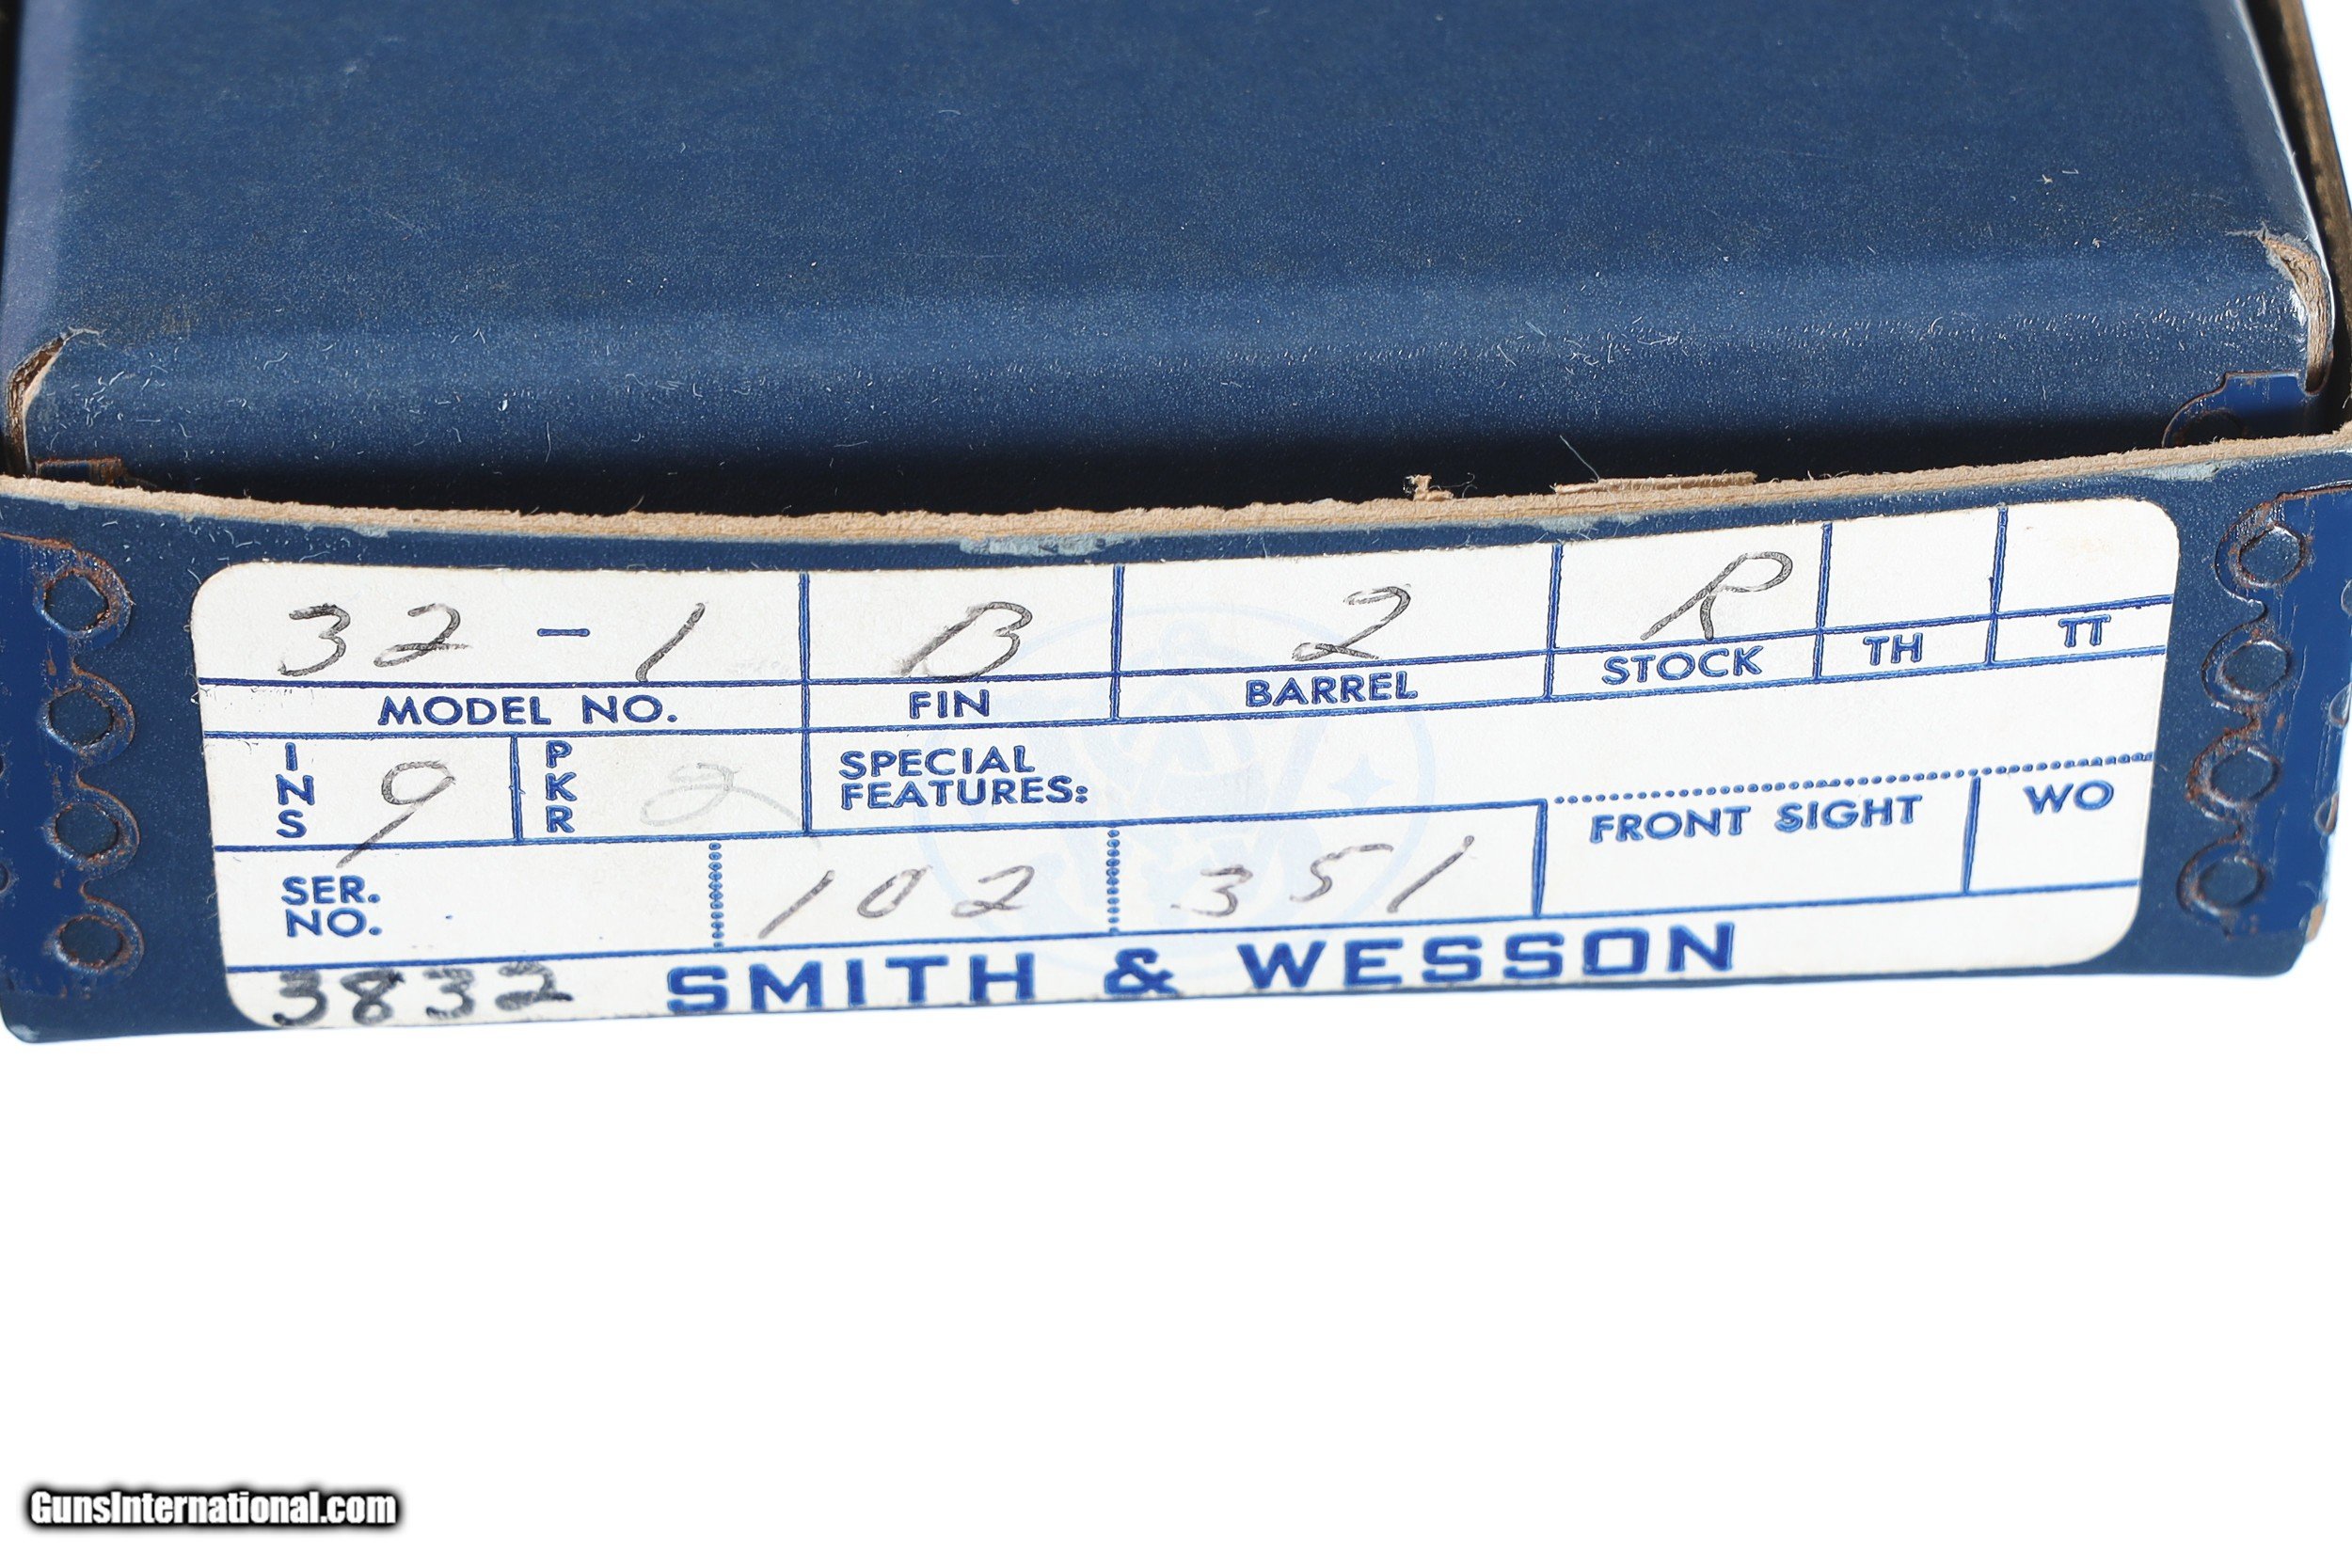 32-1 B 2 R
MODEL NO. FIN BARREL STOCK TH TT
INS 9 PKR 2 SPECIAL
FEATURES:
FRONT SIGHT WO
SER.
NO. 102 351
3832 SMITH & WESSON
GunsInternational.com